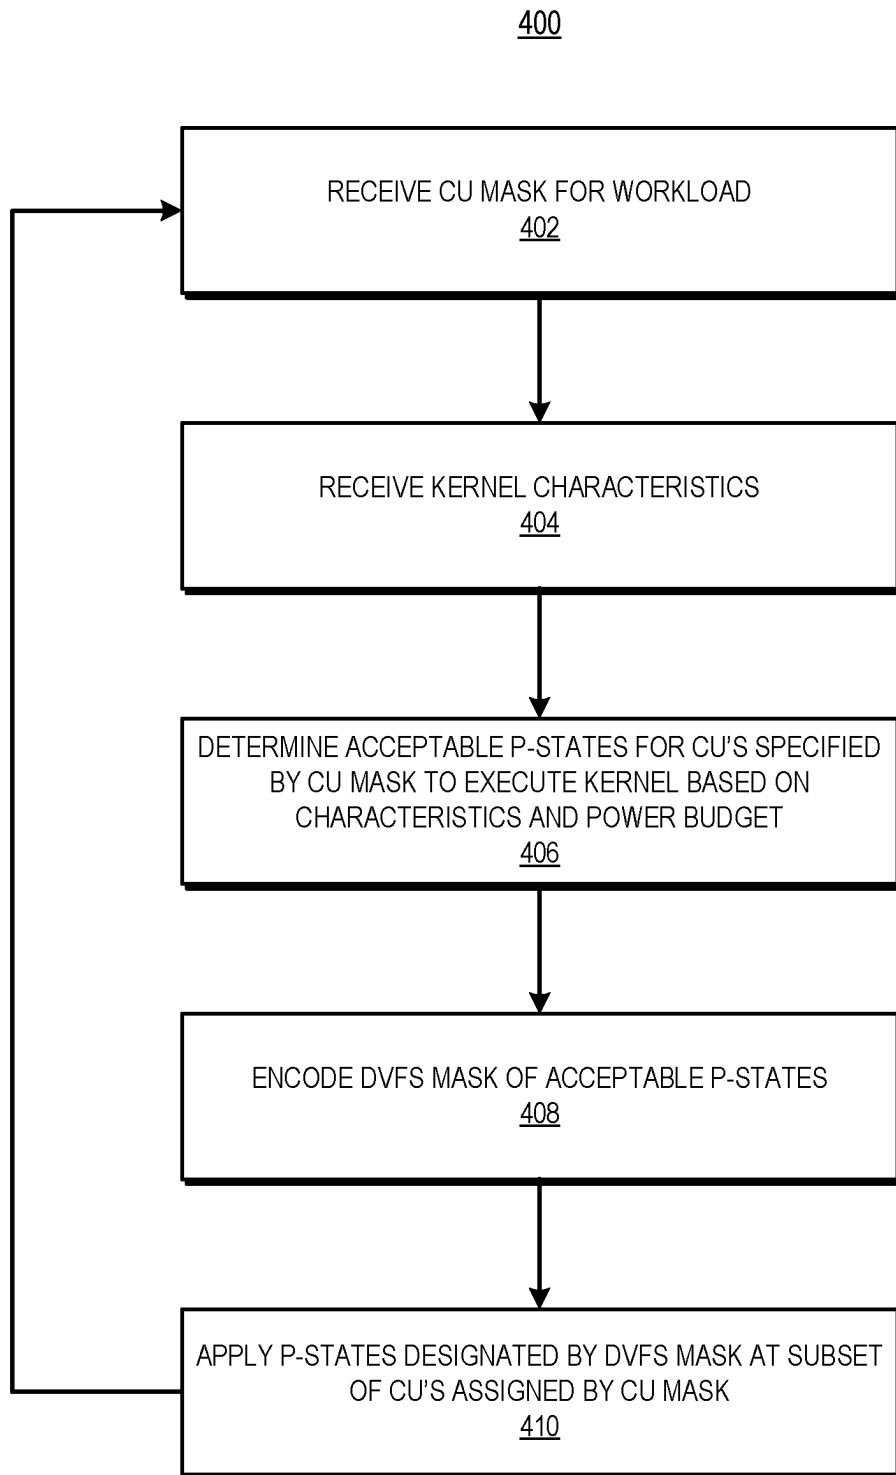 400
RECEIVE CU MASK FOR WORKLOAD
402
RECEIVE KERNEL CHARACTERISTICS
404
DETERMINE ACCEPTABLE P-STATES FOR CU'S SPECIFIED
BY CU MASK TO EXECUTE KERNEL BASED ON
CHARACTERISTICS AND POWER BUDGET
406
ENCODE DVFS MASK OF ACCEPTABLE P-STATES
408
APPLY P-STATES DESIGNATED BY DVFS MASK AT SUBSET
OF CU'S ASSIGNED BY CU MASK
410